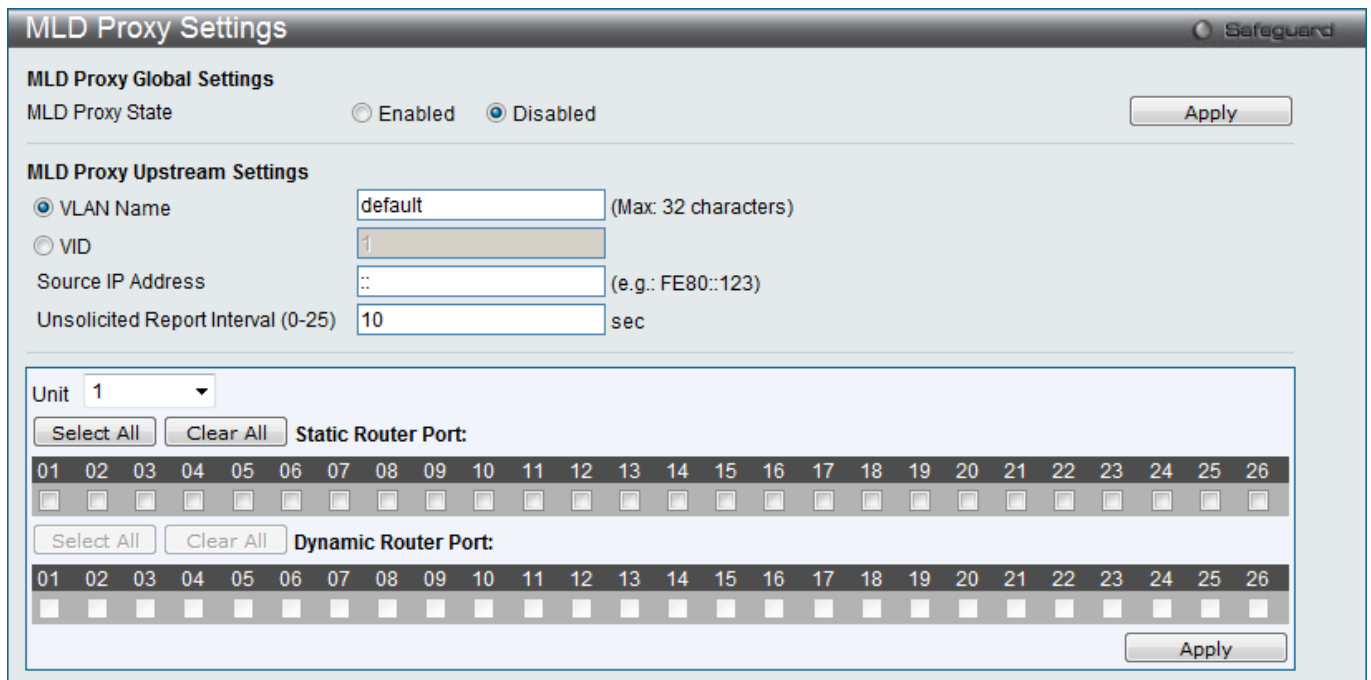 MLD Proxy Settings
Safeguard
MLD Proxy Global Settings
MLD Proxy State Enabled Disabled Apply
MLD Proxy Upstream Settings
VLAN Name default (Max: 32 characters)
VID 1
Source IP Address :: (e.g.: FE80::123)
Unsolicited Report Interval (0-25) 10 sec
Unit 1
Select All Clear All Static Router Port:
01 02 03 04 05 06 07 08 09 10 11 12 13 14 15 16 17 18 19 20 21 22 23 24 25 26
Select All Clear All Dynamic Router Port:
01 02 03 04 05 06 07 08 09 10 11 12 13 14 15 16 17 18 19 20 21 22 23 24 25 26
Apply